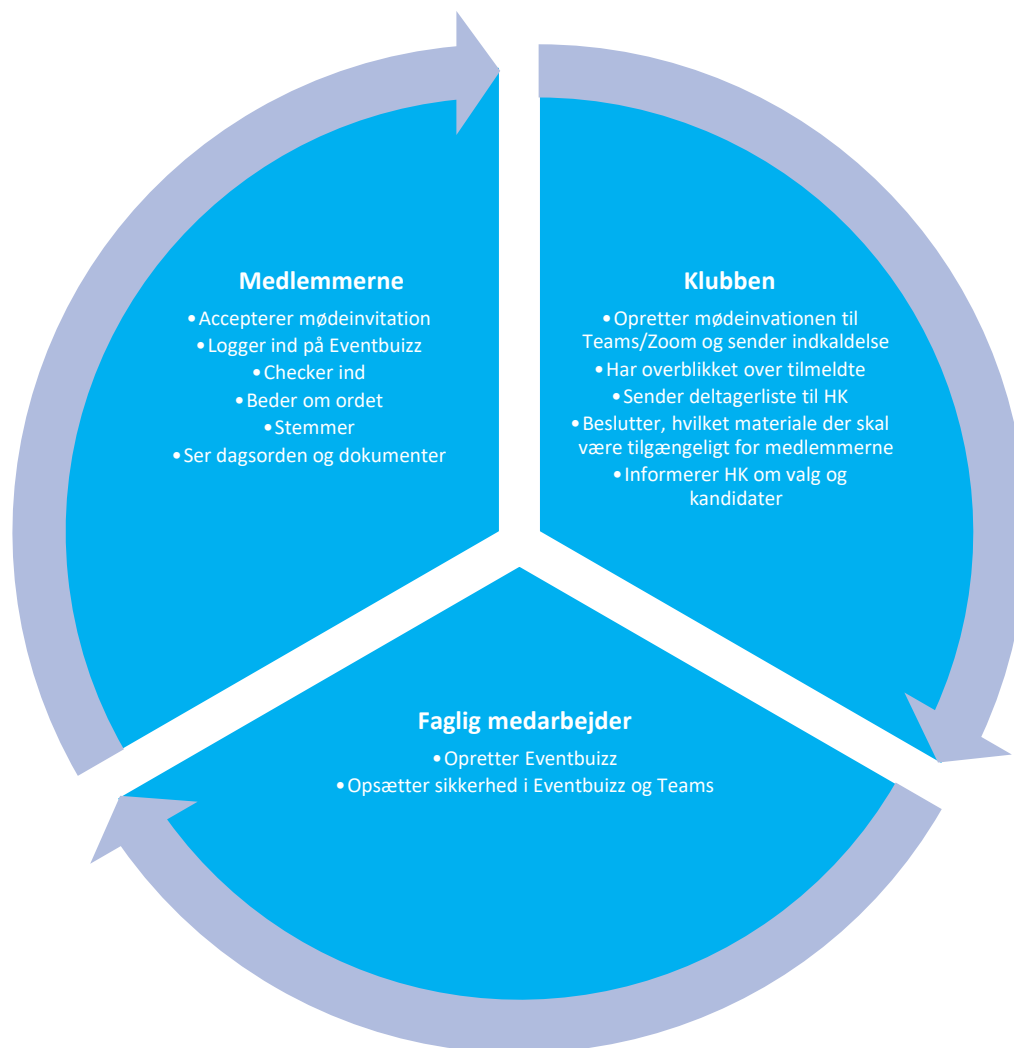 Medlemmerne
• Accepterer mødeinvitation
• Logger ind på Eventbuizz
• Checker ind
• Beder om ordet
• Stemmer
• Ser dagsorden og dokumenter
Klubben
• Opretter mødeinvationen til
Teams/Zoom og sender indkaldelse
• Har overblikket over tilmeldte
• Sender deltagerliste til HK
• Beslutter, hvilket materiale der skal
være tilgængeligt for medlemmerne
• Informerer HK om valg og
kandidater
Faglig medarbejder
• Opretter Eventbuizz
• Opsætter sikkerhed i Eventbuizz og Teams